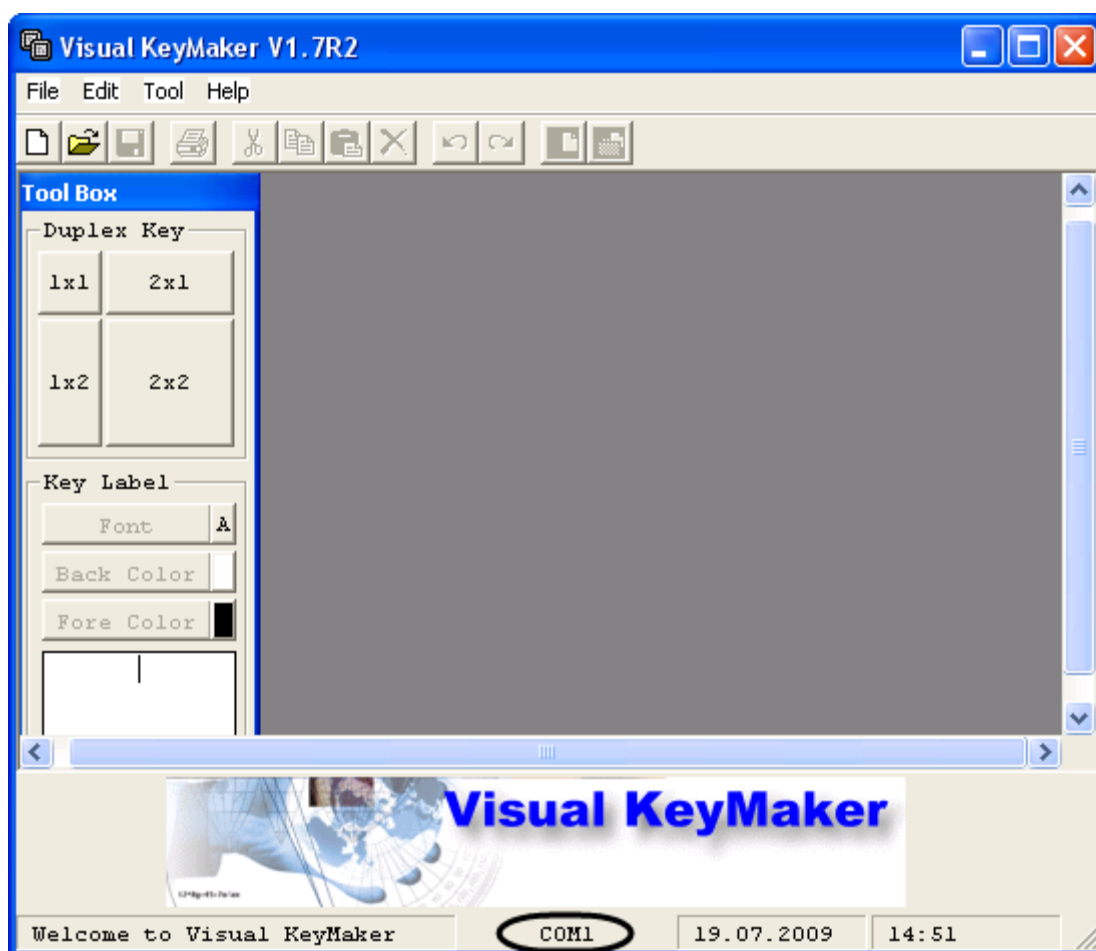 Visual KeyMaker V1.7R2
File Edit Tool Help
Tool Box
Duplex Key
1x1 2x1
1x2 2x2
Key Label
Font A
Back Color
Fore Color
Visual KeyMaker
Welcome to Visual KeyMaker COM1 19.07.2009 14:51